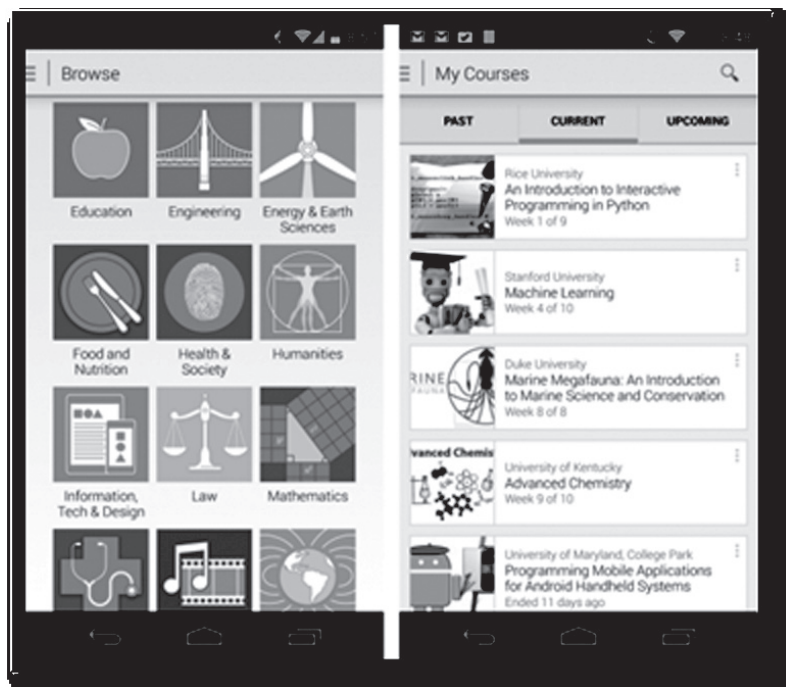 Browse
Education
Engineering
Energy & Earth
Sciences
Food and
Nutrition
Health &
Society
Humanities
Information,
Tech & Design
Law
Mathematics
My Courses
PAST
CURRENT
UPCOMING
Rice University
An Introduction to Interactive
Programming in Python
Week 1 of 9
Stanford University
Machine Learning
Week 4 of 10
Duke University
Marine Megafauna: An Introduction
to Marine Science and Conservation
Week 8 of 8
University of Kentucky
Advanced Chemistry
Week 9 of 10
University of Maryland, College Park
Programming Mobile Applications
for Android Handheld Systems
Ended 11 days ago